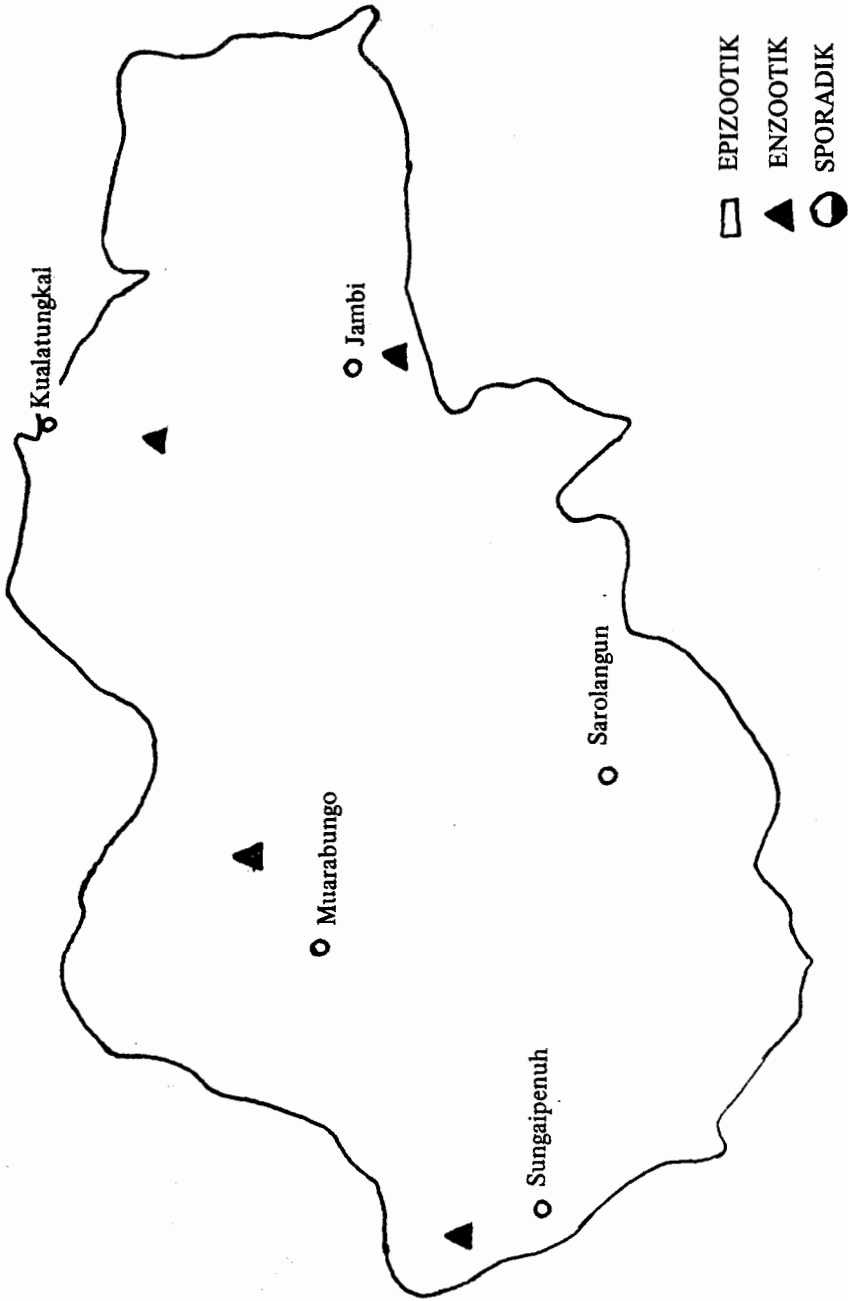 Kualatungkal
Jambi
Muarabungo
Sarolangun
Sungaipenuh
EPIZOOTIK
ENZOOTIK
SPORADIK